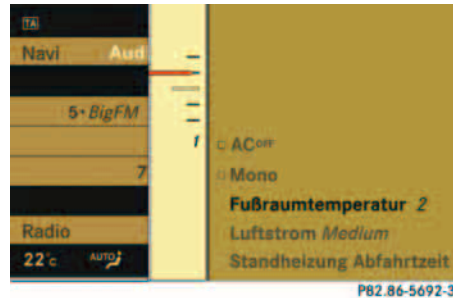 TA
Navi Aud
5• BigFM
1
7
AC OFF
Mono
Fußraumtemperatur 2
Radio
Luftstrom Medium
22°c AUTO
Standheizung Abfahrtzeit
P82.86-5692-3